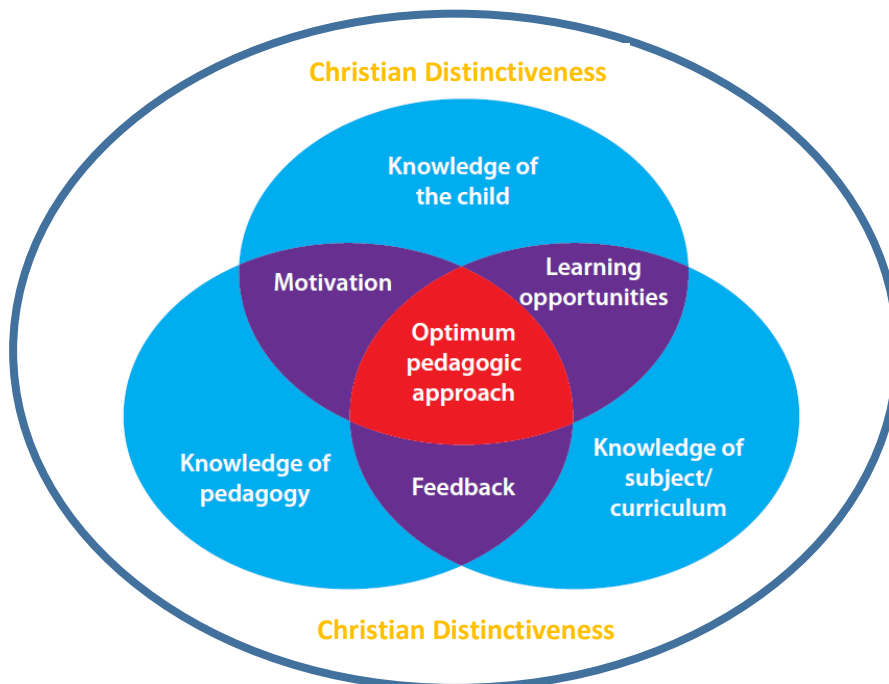 Christian Distinctiveness
Knowledge of
the child
Motivation
Learning
opportunities
Optimum
pedagogic
approach
Knowledge of
pedagogy
Feedback
Knowledge of
subject/
curriculum
Christian Distinctiveness